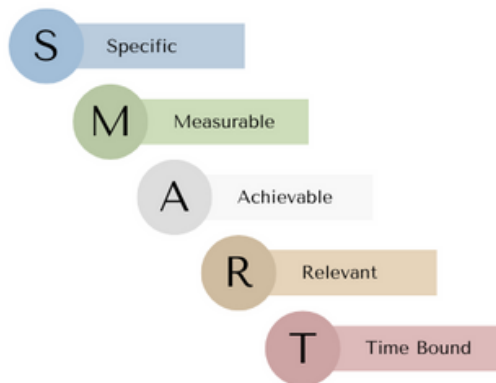 S Specific
M Measurable
A Achievable
R Relevant
T Time Bound